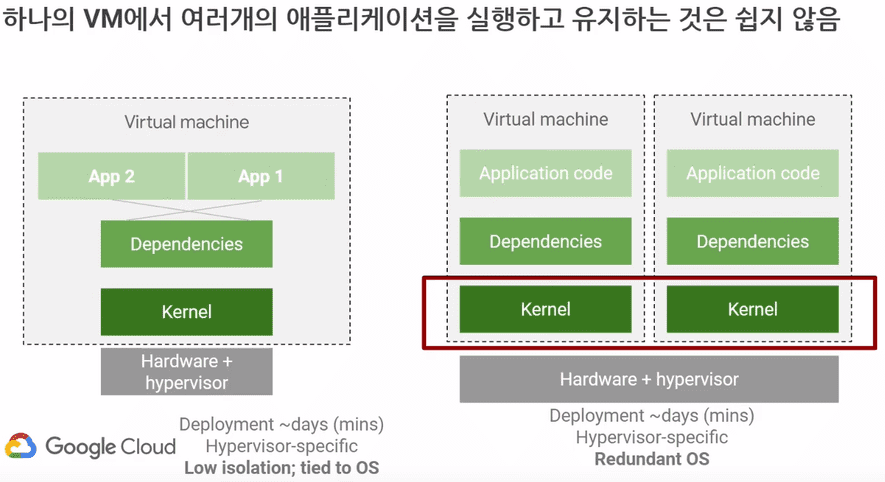 하나의 VM에서 여러개의 애플리케이션을 실행하고 유지하는 것은 쉽지 않음
Virtual machine
App 2
App 1
Dependencies
Kernel
Hardware +
hypervisor
Deployment ~days (mins)
Hypervisor-specific
Low isolation; tied to OS
Virtual machine
Application code
Dependencies
Kernel
Virtual machine
Application code
Dependencies
Kernel
Hardware + hypervisor
Deployment ~days (mins)
Hypervisor-specific
Redundant OS
Google Cloud